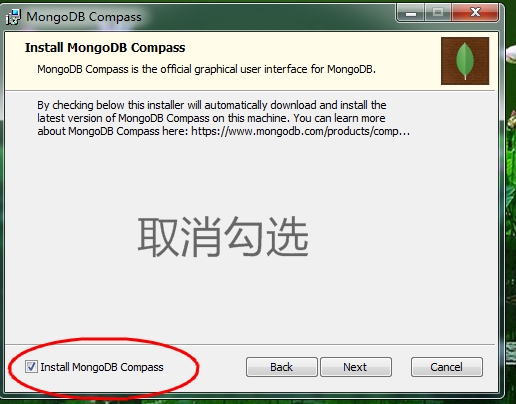 MongoDB Compass
Install MongoDB Compass
MongoDB Compass is the official graphical user interface for MongoDB.
By checking below this installer will automatically download and install the
latest version of MongoDB Compass on this machine. You can learn more
about MongoDB Compass here: https://www.mongodb.com/products/comp...
取消勾选
Install MongoDB Compass
Back
Next
Cancel